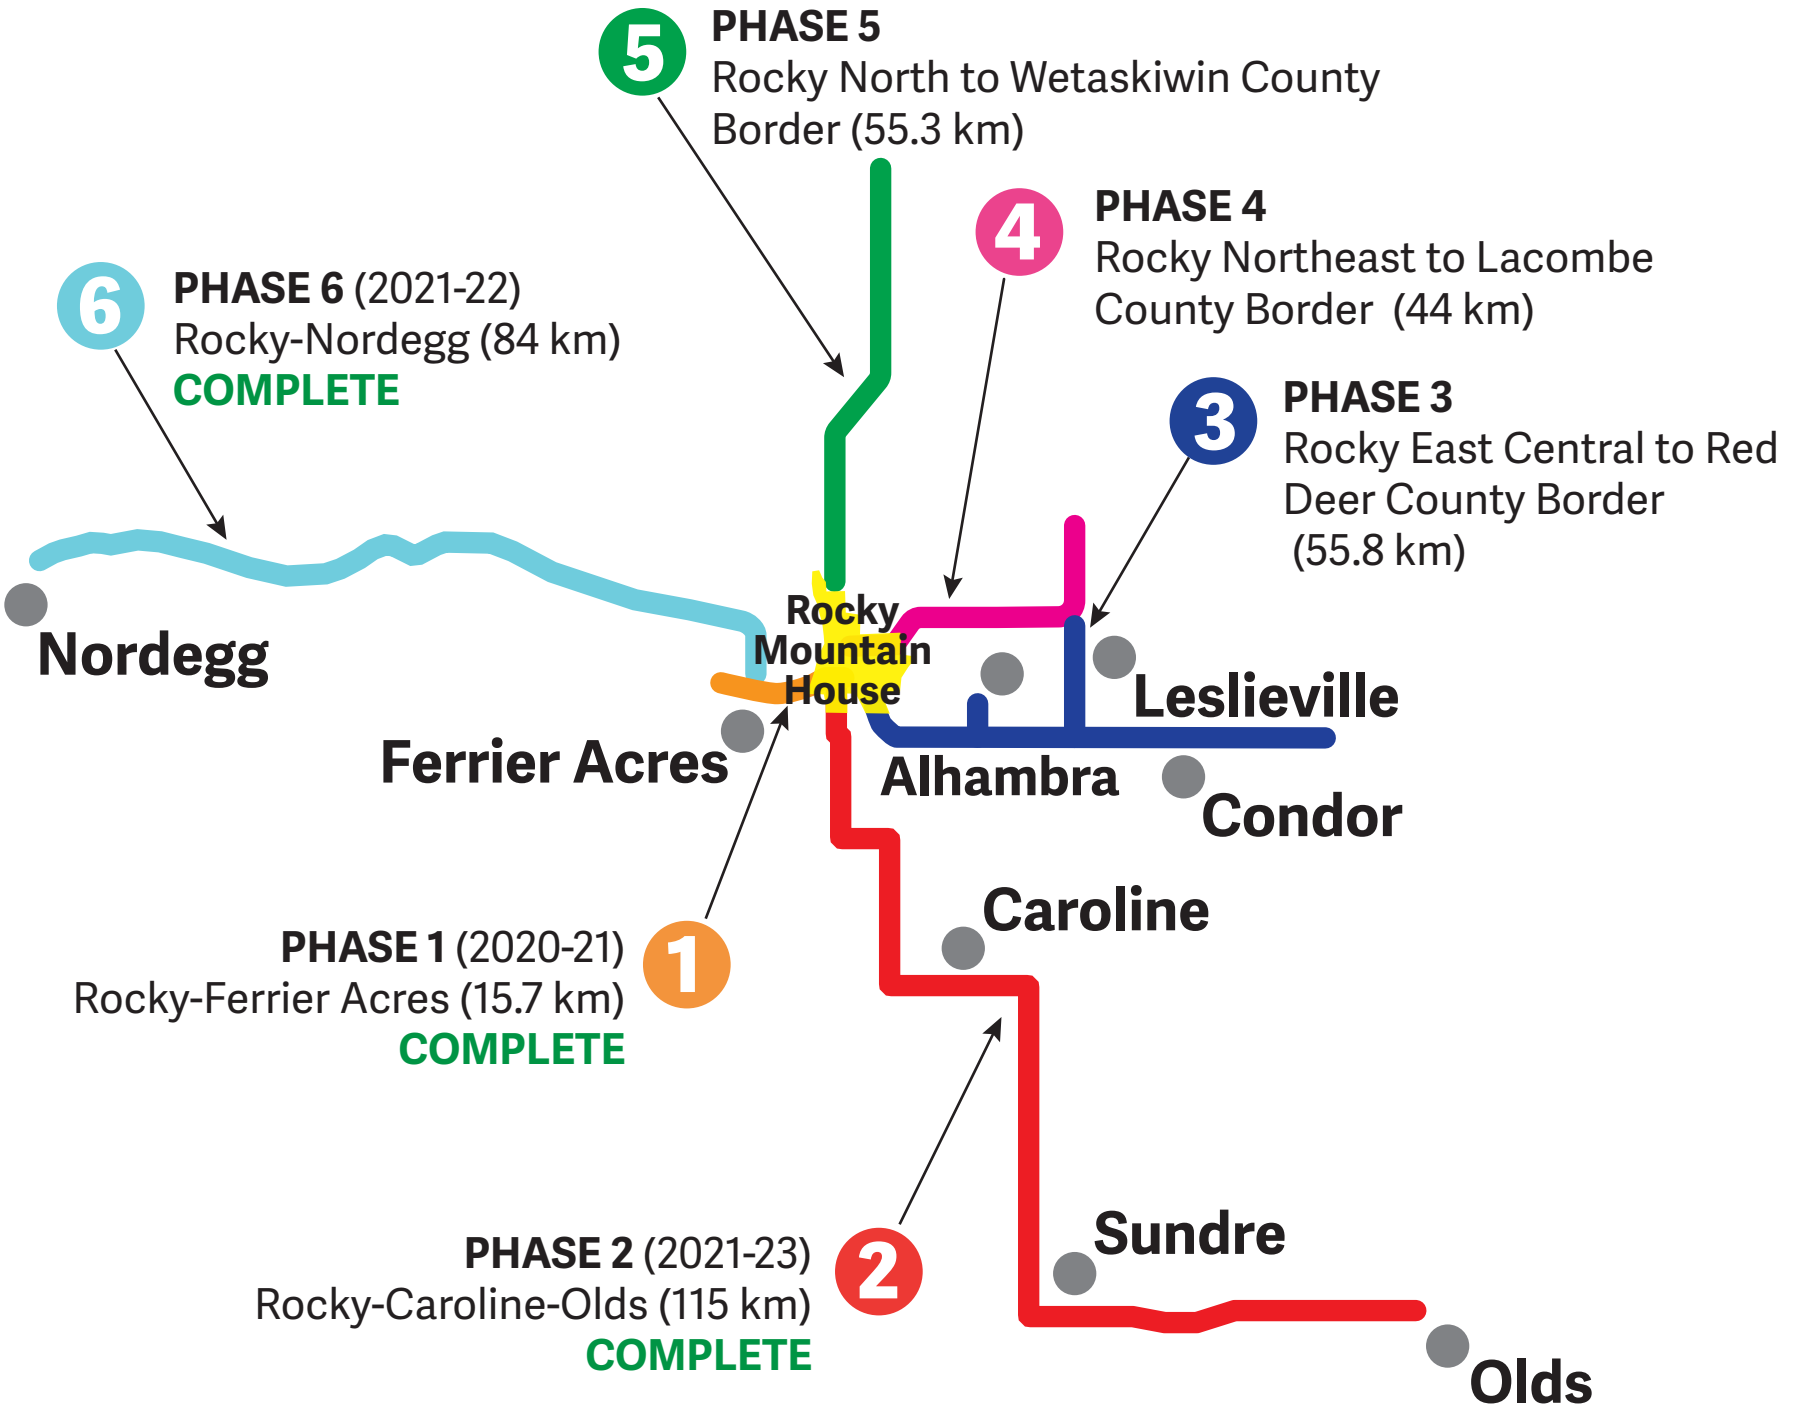 5
PHASE 5
Rocky North to Wetaskiwin County
Border (55.3 km)
4
PHASE 4
Rocky Northeast to Lacombe
County Border (44 km)
6
PHASE 6 (2021-22)
Rocky-Nordegg (84 km)
COMPLETE
3
PHASE 3
Rocky East Central to Red
Deer County Border
(55.8 km)
Rocky
Mountain
House
Nordegg
Leslieville
Ferrier Acres
Alhambra
Condor
Caroline
PHASE 1 (2020-21)
Rocky-Ferrier Acres (15.7 km)
COMPLETE
1
Sundre
PHASE 2 (2021-23)
Rocky-Caroline-Olds (115 km)
COMPLETE
2
Olds